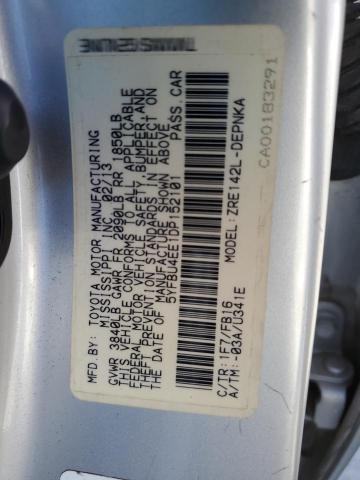 MFD. BY: TOYOTA MOTOR MANUFACTURING
MISSISSIPPI INC. 02/13
GVWR 3840LB GAWR FR 2090LB RR 1850LB
THIS VEHICLE CONFORMS TO ALL APPLICABLE
FEDERAL MOTOR VEHICLE SAFETY, BUMPER, AND
THEFT PREVENTION STANDARDS IN EFFECT ON
THE DATE OF MANUFACTURE SHOWN ABOVE.
5YFBU4EE1DP152101 PASS. CAR
MODEL: ZRE142L-DEPNKA
C/TR: 1F7/FB16
A/TM: -03A/U341E
CA00183291